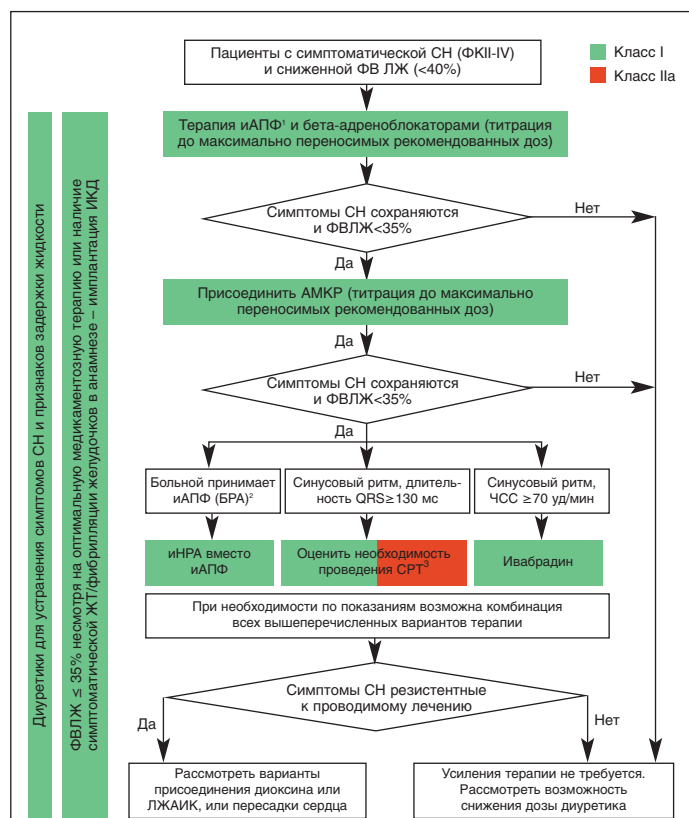 Пациенты с симптоматической СН (ФКII-IV)
и сниженной ФВ ЛЖ (<40%)
Класс I
Класс IIa
Диуретики для устранения симптомов СН и признаков задержки жидкости
ФВЛЖ ≤ 35% несмотря на оптимальную медикаментозную терапию или наличие
симптоматической ЖТ/фибрилляции желудочков в анамнезе – имплантация ИКД
Терапия иАПФ¹ и бета-адреноблокаторами (титрация
до максимально переносимых рекомендованных доз)
Симптомы СН сохраняются
и ФВЛЖ<35%
Нет
Да
Присоединить АМКР (титрация до максимально
переносимых рекомендованных доз)
Да
Симптомы СН сохраняются
и ФВЛЖ<35%
Нет
Да
Больной принимает
иАПФ (БРА)²
Синусовый ритм, длитель-
ность QRS≥130 мс
Синусовый ритм,
ЧСС ≥70 уд/мин
иНРА вместо
иАПФ
Оценить необходимость
проведения СРТ³
Ивабрадин
При необходимости по показаниям возможна комбинация
всех вышеперечисленных вариантов терапии
Симптомы СН резистентные
к проводимому лечению
Да
Нет
Рассмотреть варианты
присоединения диоксина или
ЛЖАИК, или пересадки сердца
Усиления терапии не требуется.
Рассмотреть возможность
снижения дозы диуретика